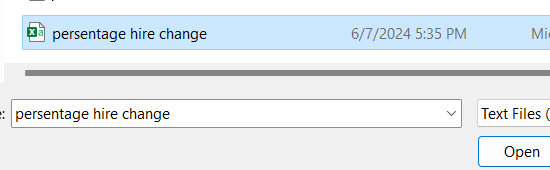 persentage hire change 6/7/2024 5:35 PM
persentage hire change Text Files (
Open